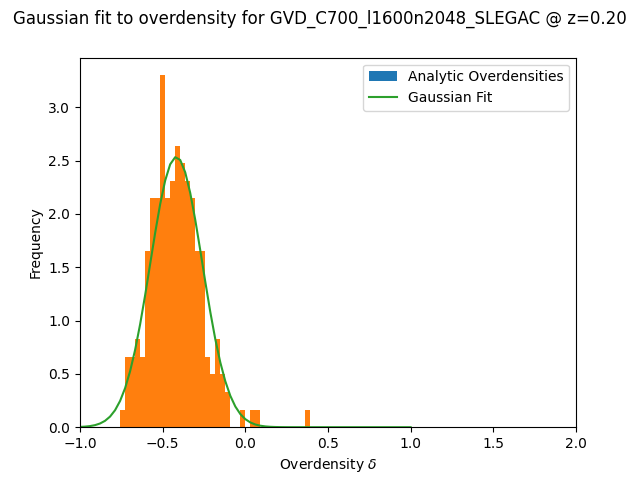 Gaussian fit to overdensity for GVD_C700_l1600n2048_SLEGAC @ z=0.20
Analytic Overdensities
Gaussian Fit
Frequency
3.0
2.5
2.0
1.5
1.0
0.5
0.0
−1.0 −0.5 0.0 0.5 1.0 1.5 2.0
Overdensity δ